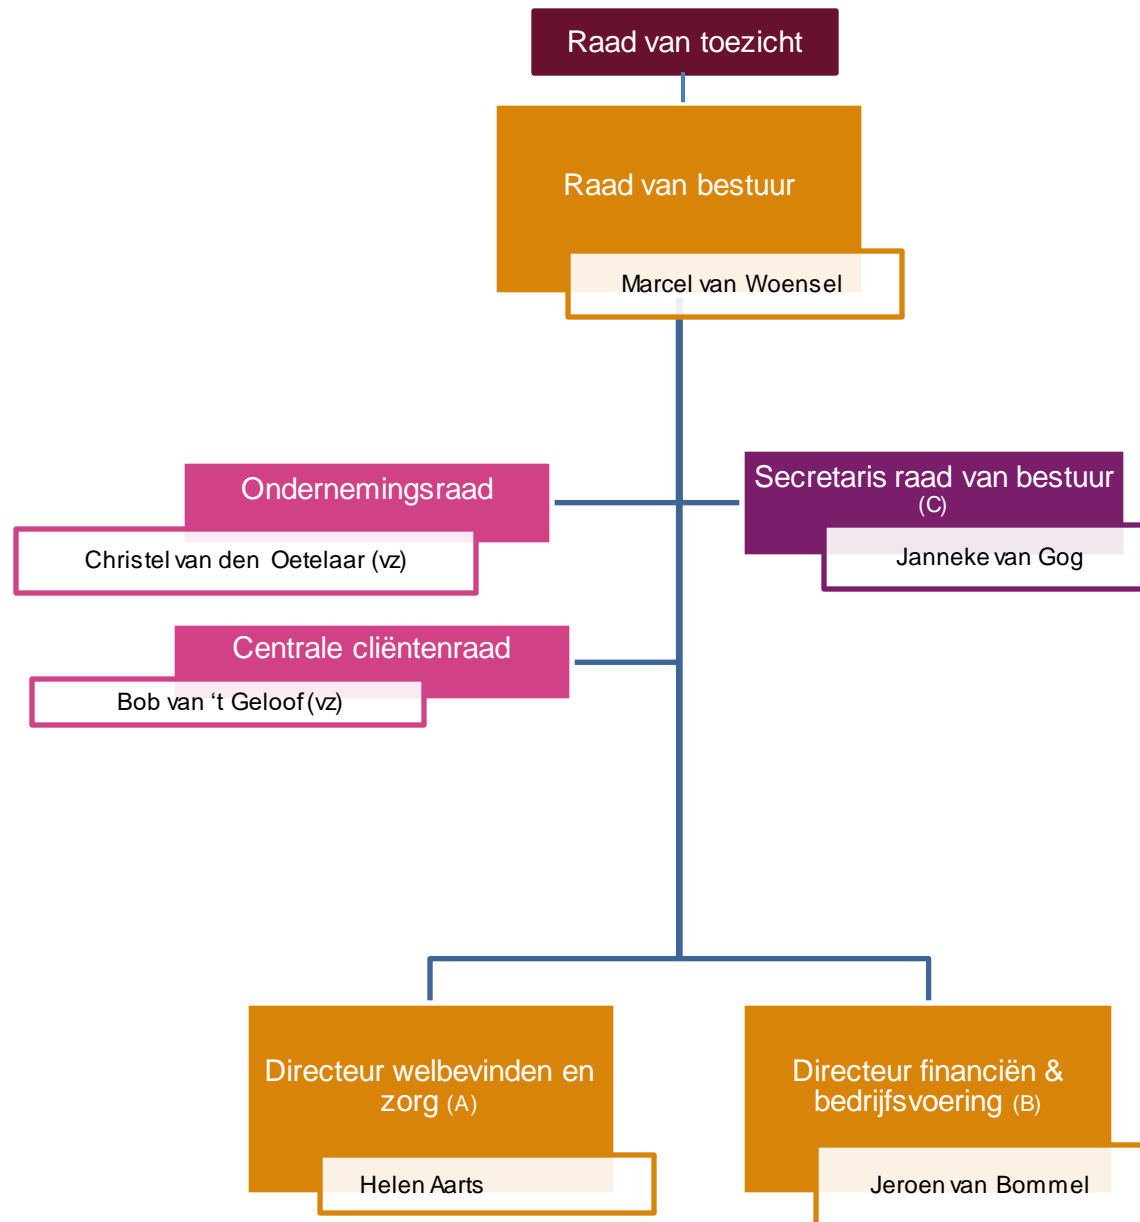 Raad van toezicht
Raad van bestuur
Marcel van Woensel
Ondernemingsraad
Christel van den Oetelaar (vz)
Secretaris raad van bestuur
(C)
Janneke van Gog
Centrale cliëntenraad
Bob van ‘t Geloof (vz)
Directeur welbevinden en
zorg (A)
Helen Aarts
Directeur financiën &
bedrijfsvoering (B)
Jeroen van Bommel